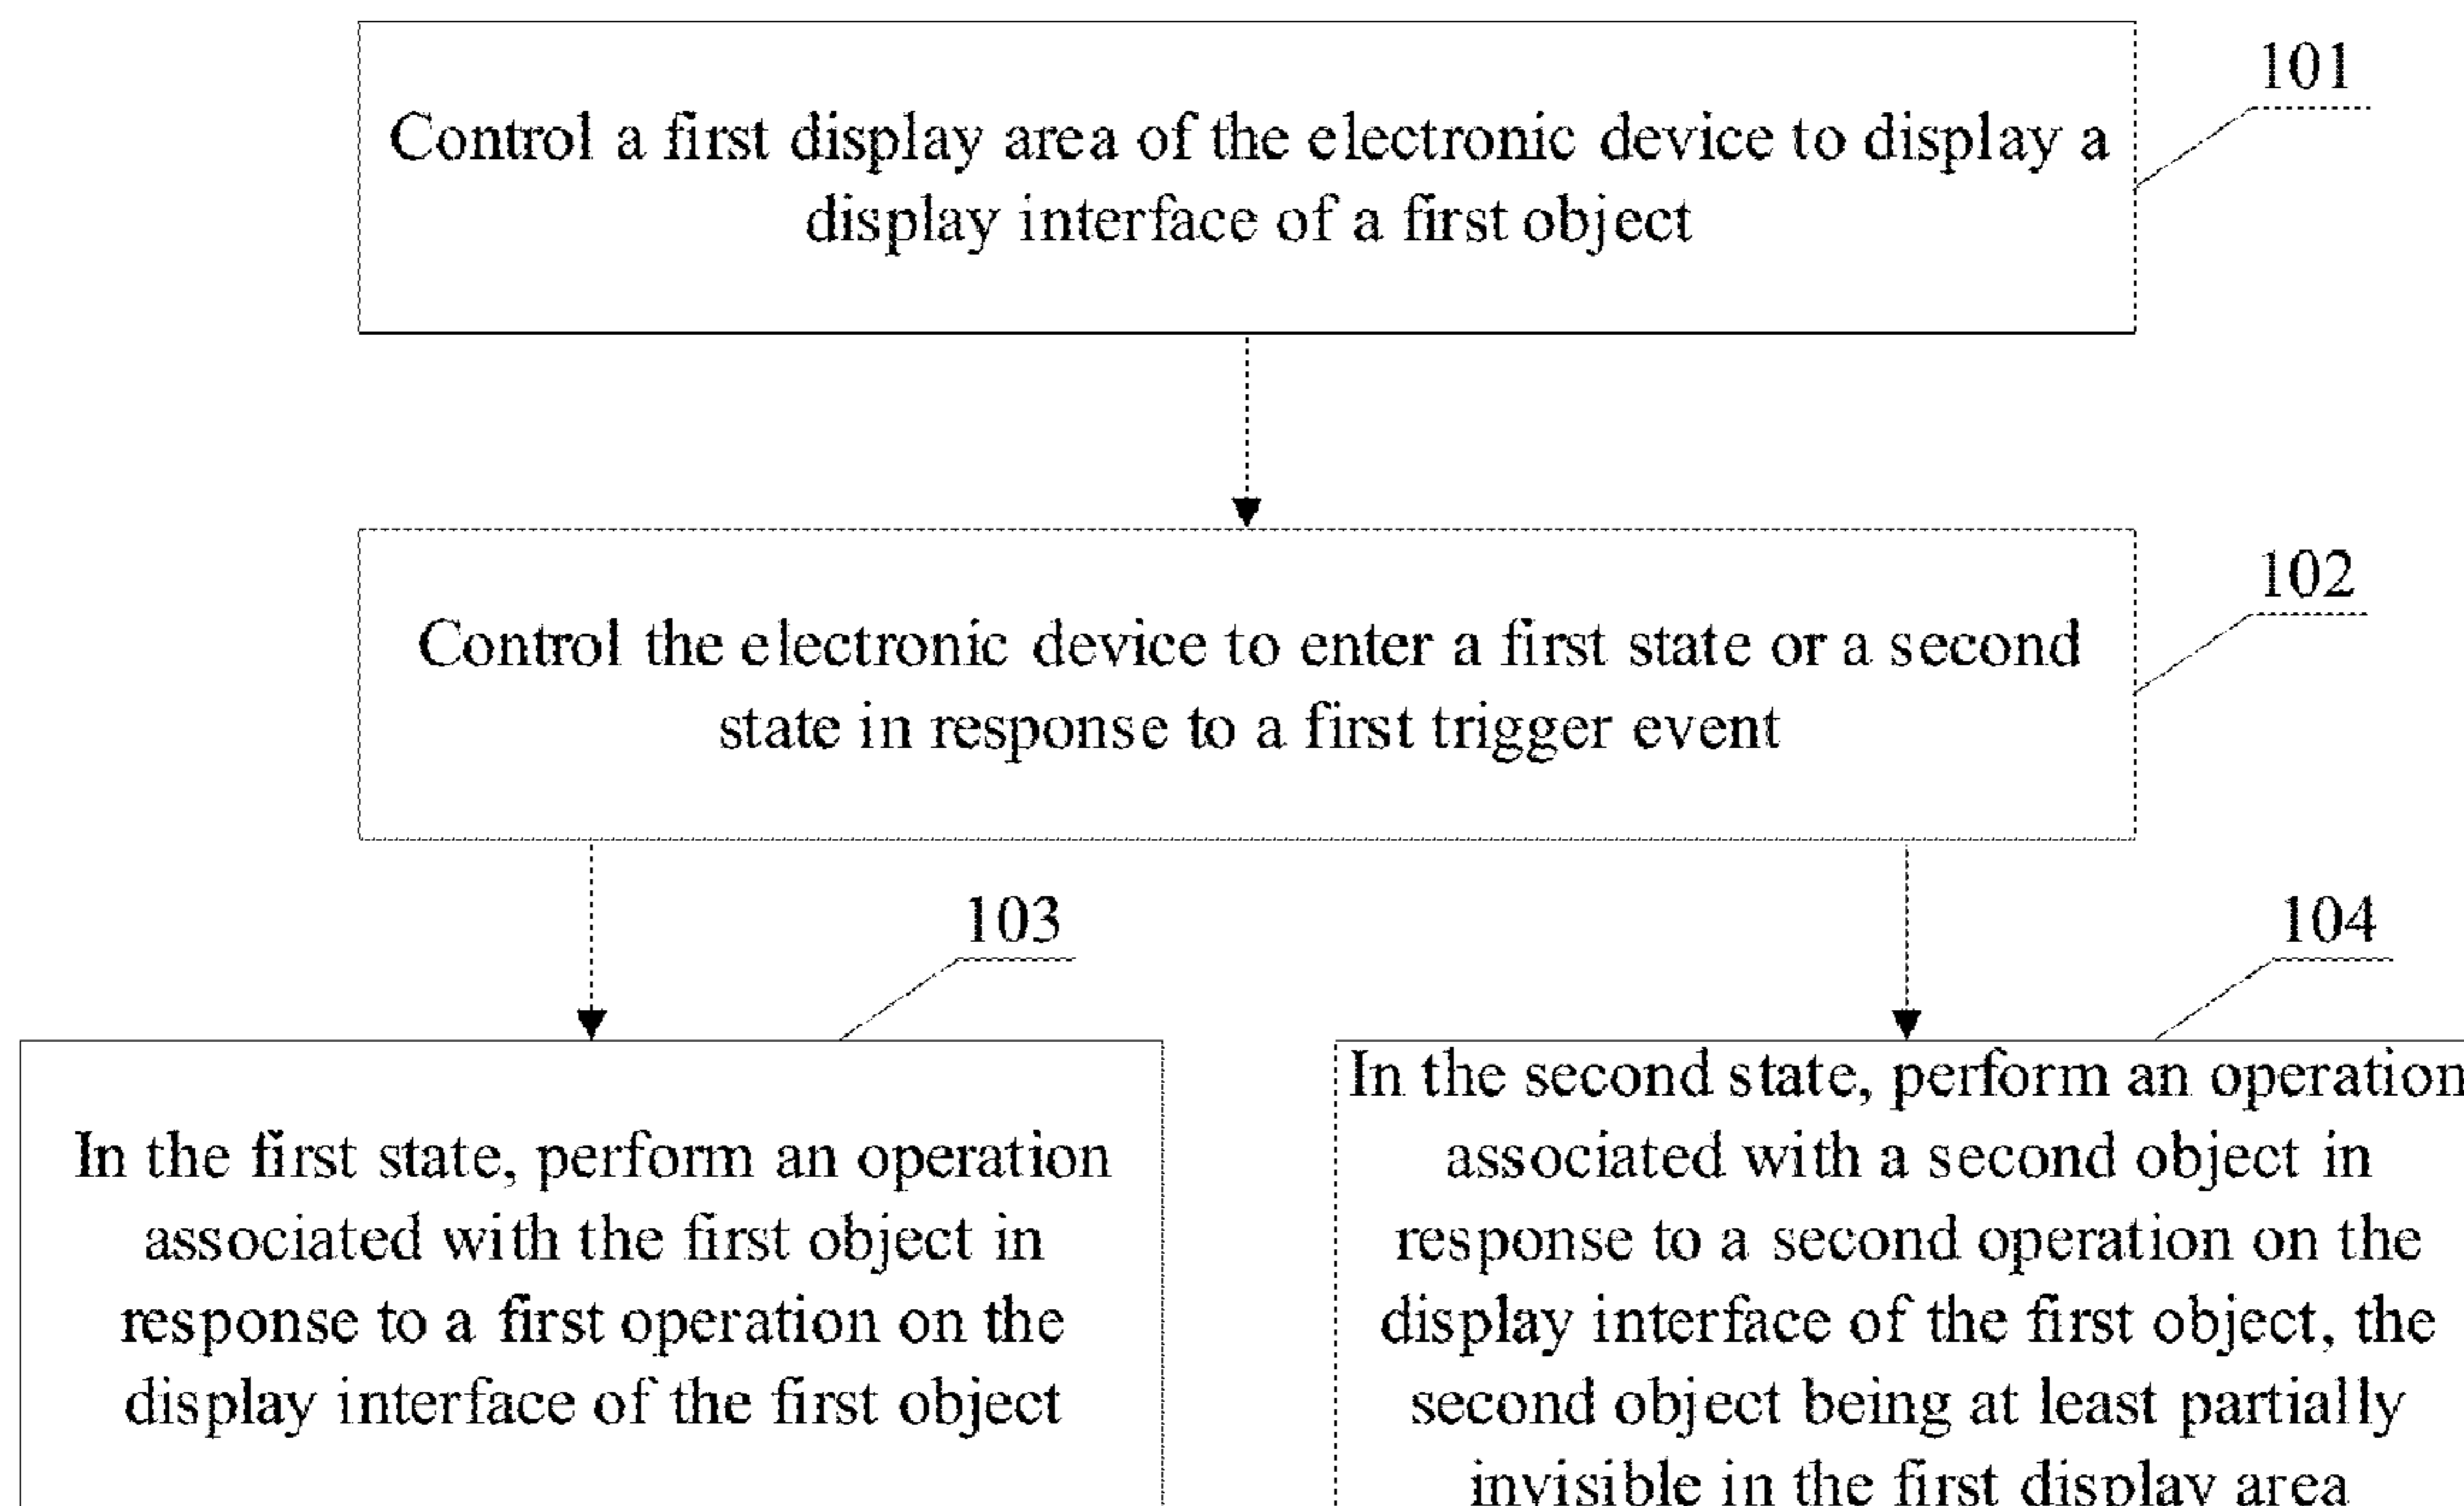 101
Control a first display area of the electronic device to display a
display interface of a first object
102
Control the electronic device to enter a first state or a second
state in response to a first trigger event
103
In the first state, perform an operation
associated with the first object in
response to a first operation on the
display interface of the first object
104
In the second state, perform an operation
associated with a second object in
response to a second operation on the
display interface of the first object, the
second object being at least partially
invisible in the first display area